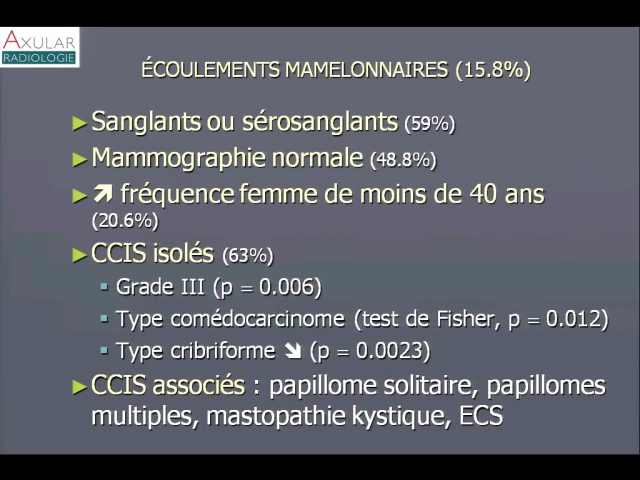 AXULAR
RADIOLOGIE
ÉCOULEMENTS MAMELONNAIRES (15.8%)
►Sanglants ou sérosanglants (59%)
►Mammographie normale (48.8%)
►🡽 fréquence femme de moins de 40 ans
(20.6%)
►CCIS isolés (63%)
▪ Grade III (p = 0.006)
▪ Type comédocarcinome (test de Fisher, p = 0.012)
▪ Type cribriforme 🡾 (p = 0.0023)
►CCIS associés : papillome solitaire, papillomes
multiples, mastopathie kystique, ECS